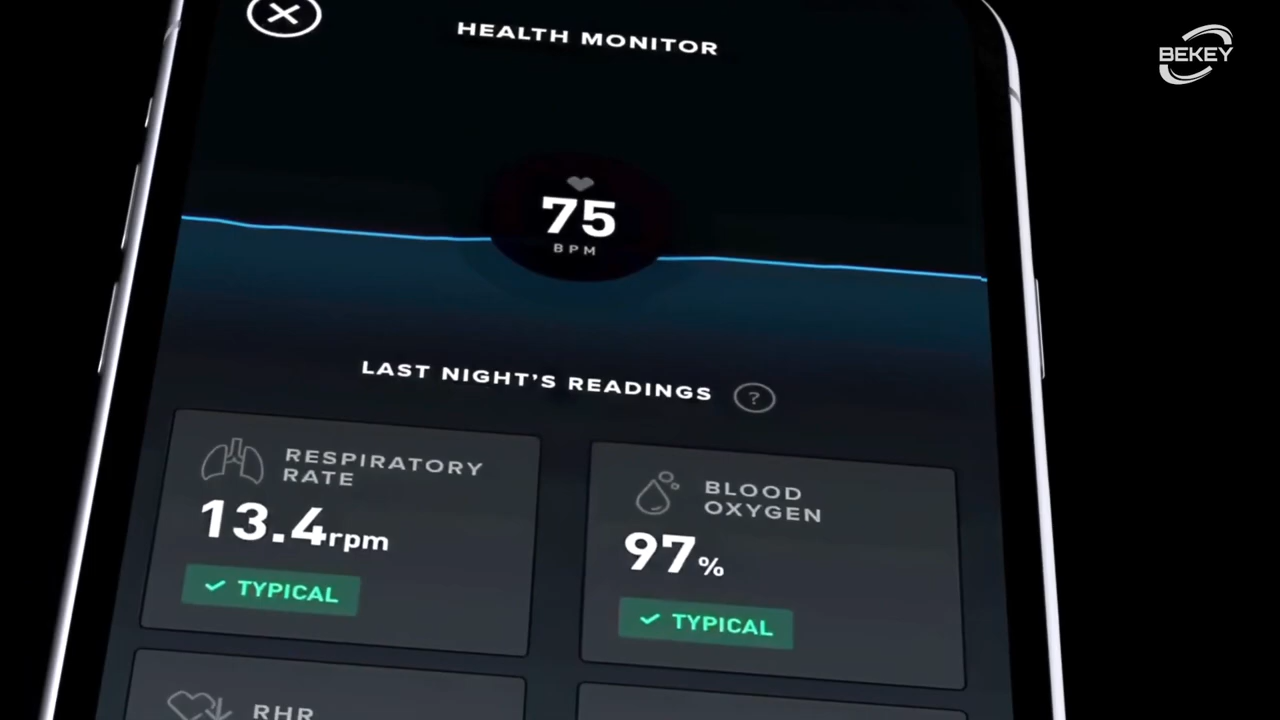 HEALTH MONITOR
BEKEY
75
BPM
LAST NIGHT'S READINGS ?
RESPIRATORY
RATE
13.4rpm
TYPICAL
BLOOD
OXYGEN
97%
TYPICAL
RHR